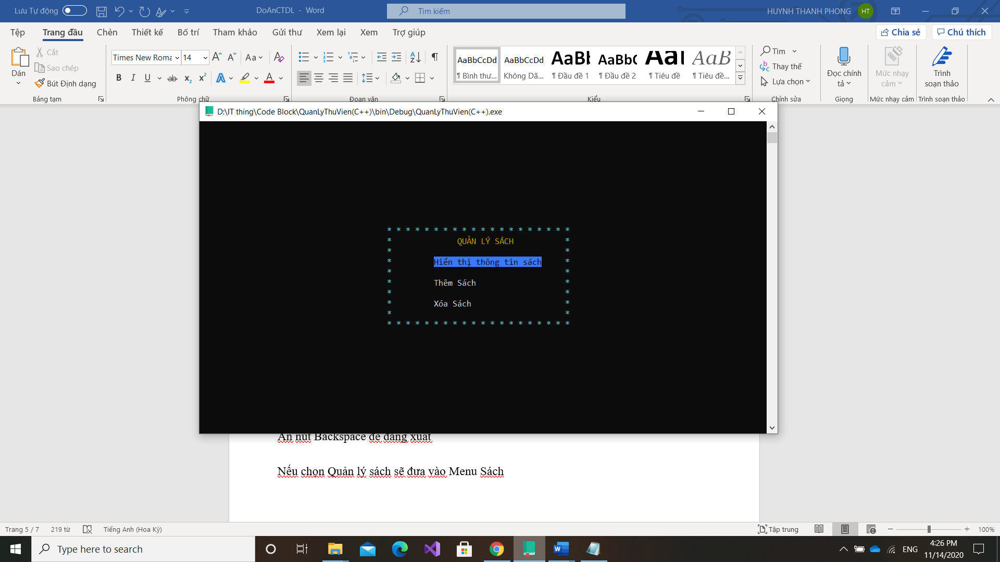 Lưu Tự động
DoAnCTDL - Word
Tìm kiếm
HUYNH THANH PHONG
HT
Tệp
Trang đầu
Chèn
Thiết kế
Bố trí
Tham khảo
Gửi thư
Xem lại
Xem
Trợ giúp
Chia sẻ
Chú thích
Dán
Cắt
Sao chép
Bút Định dạng
Bảng tạm
Times New Roma
14
Phông chữ
Đoạn văn
AaBbCcDd
¶ Bình thư...
AaBbCcDd
Không Dã...
AaBb
¶ Đầu đề 1
AaBbC
¶ Đầu đề 2
AaB
¶ Tiêu đề
AaB
¶ Tiêu đề...
Kiểu
Tìm
Thay thế
Lựa chọn
Chỉnh sửa
Đọc chính tả
Giọng
Mức nhạy cảm
Mức nhạy cảm
Trình soạn thảo
Trình soạn thảo
D:\IT thing\Code Block\QuanLyThuVien(C++)\bin\Debug\QuanLyThuVien(C++).exe
* * * * * * * * * * * * * * * * * * * *
* QUẢN LÝ SÁCH *
* *
* Hiển thị thông tin sách *
* *
* Thêm Sách *
* *
* Xóa Sách *
* *
* * * * * * * * * * * * * * * * * * * *
Ấn nút Backspace để đăng xuất
Nếu chọn Quản lý sách sẽ đưa vào Menu Sách
Trang 5 / 7
219 từ
Tiếng Anh (Hoa Kỳ)
Tập trung
100%
Type here to search
ENG
4:26 PM
11/14/2020